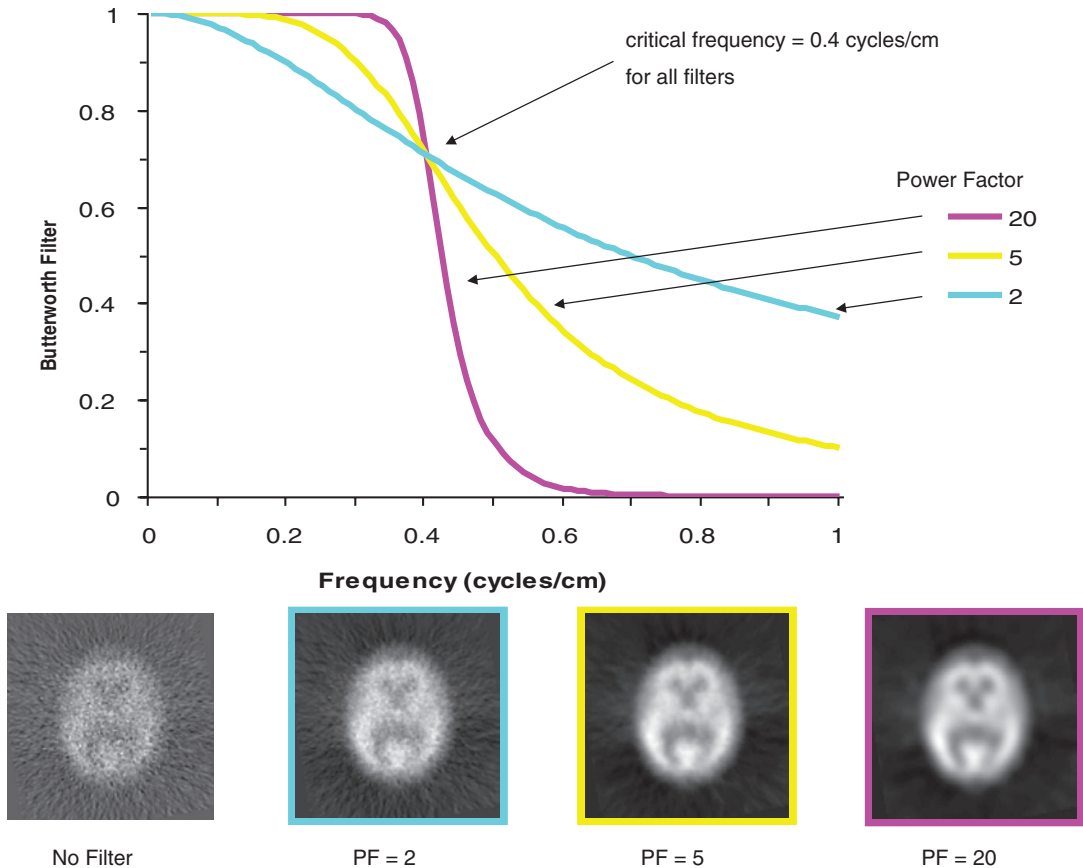 1
0.8
0.6
0.4
0.2
0
Butterworth Filter
critical frequency = 0.4 cycles/cm
for all filters
Power Factor
20
5
2
0
0.2
0.4
0.6
0.8
1
Frequency (cycles/cm)
No Filter
PF = 2
PF = 5
PF = 20